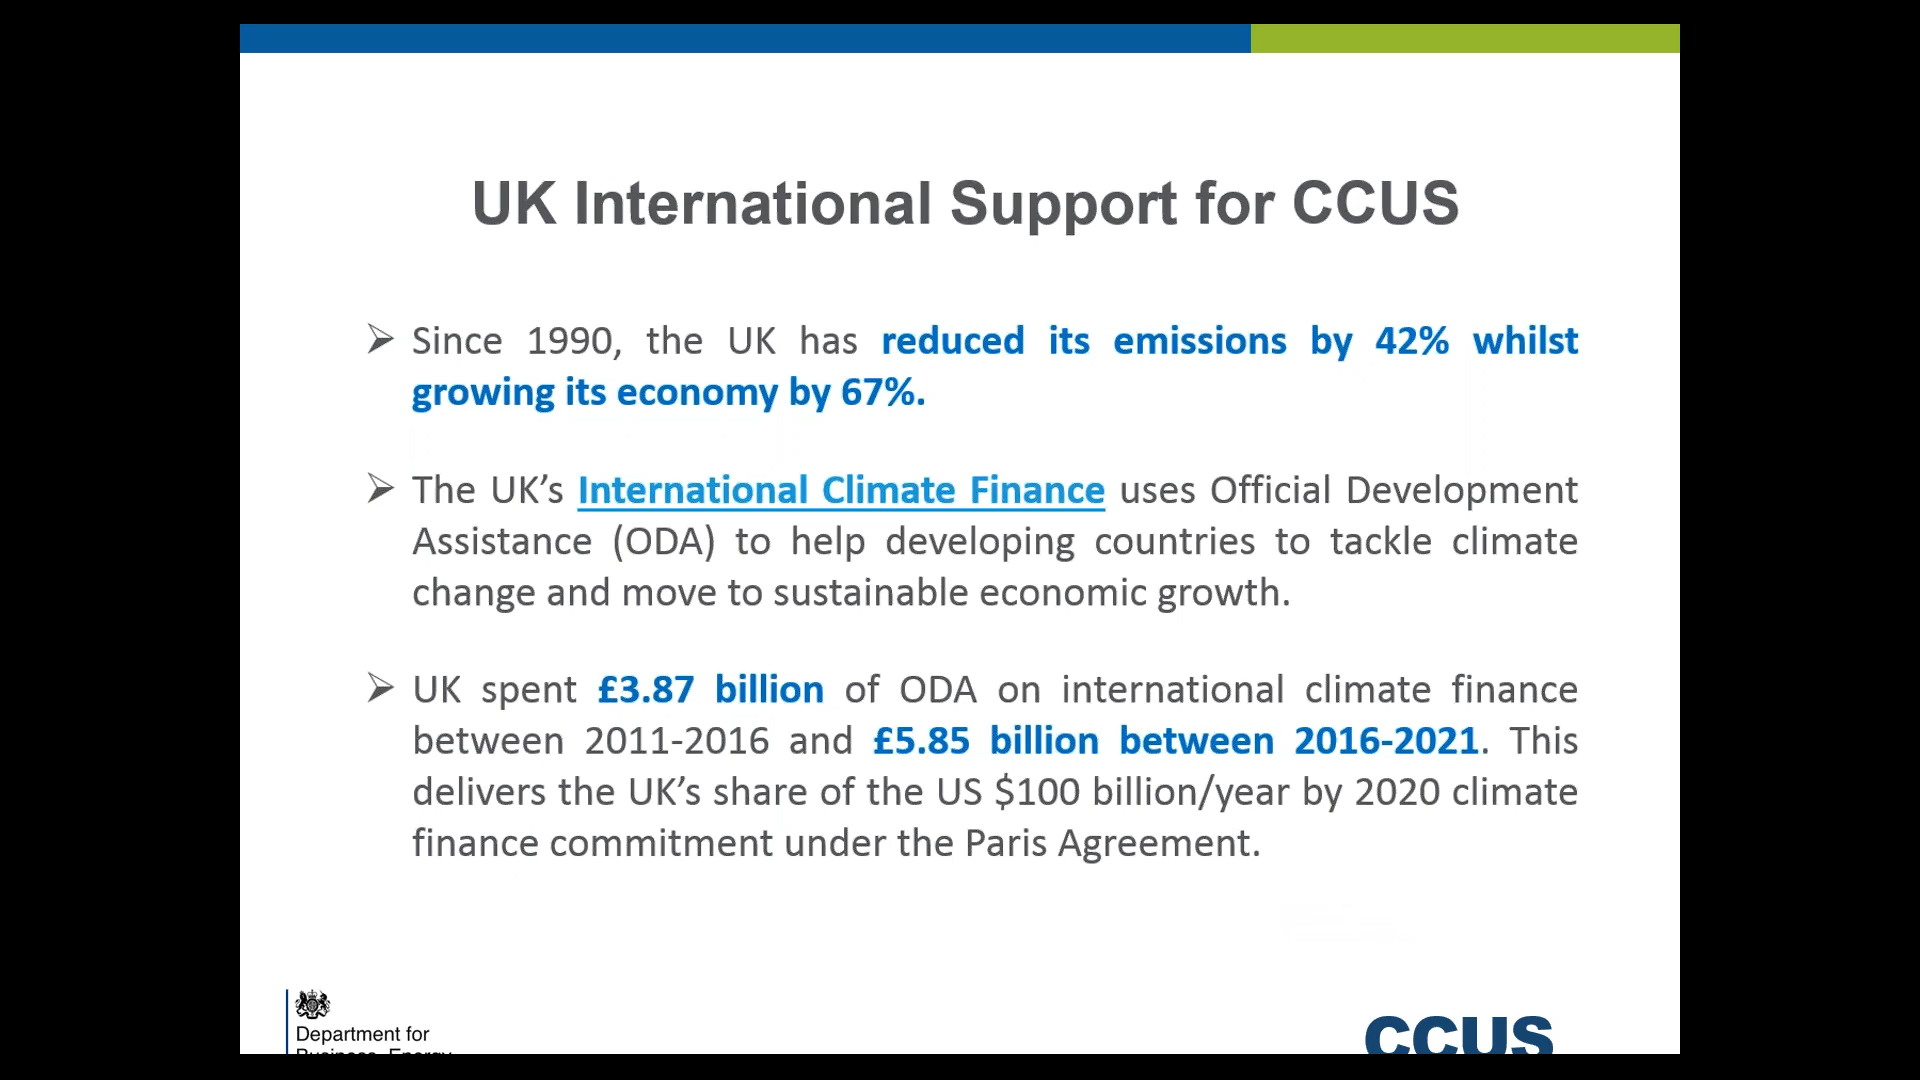 UK International Support for CCUS
Since 1990, the UK has reduced its emissions by 42% whilst
growing its economy by 67%.
The UK’s International Climate Finance uses Official Development
Assistance (ODA) to help developing countries to tackle climate
change and move to sustainable economic growth.
UK spent £3.87 billion of ODA on international climate finance
between 2011-2016 and £5.85 billion between 2016-2021. This
delivers the UK’s share of the US $100 billion/year by 2020 climate
finance commitment under the Paris Agreement.
Department for
Business, Energy
CCUS